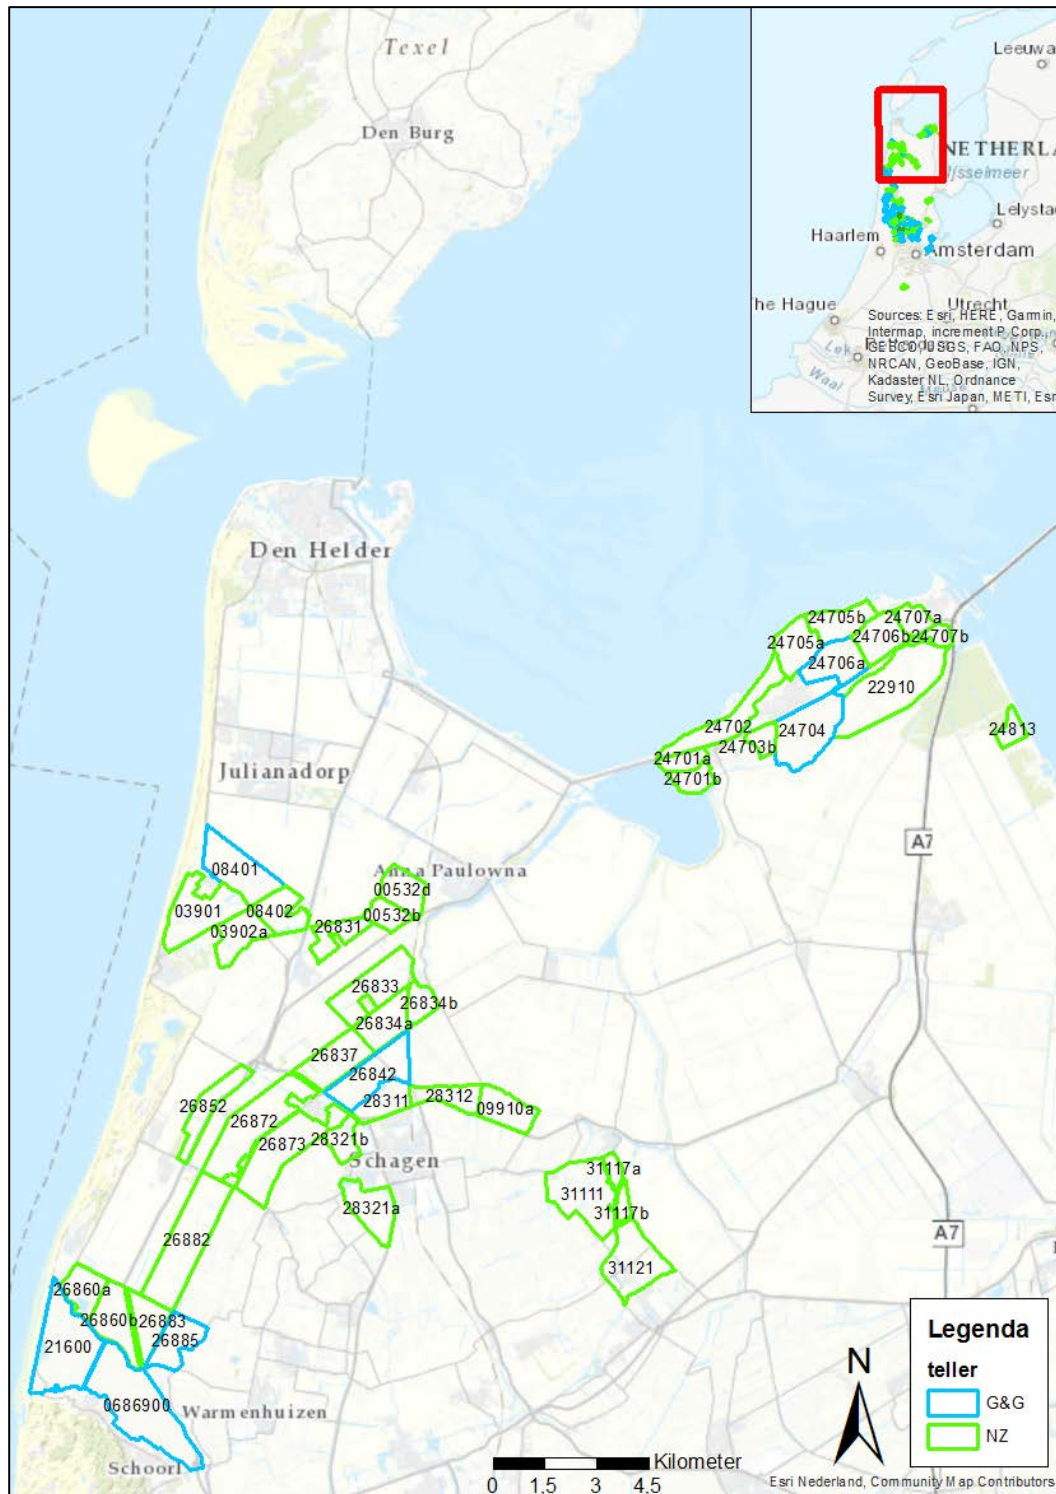 Texel
Den Burg
Leeuwa
NETHERLA
IJsselmeer
Lelysta
Haarlem
Amsterdam
The Hague
Utrecht
Lek
Waal
Sources: Esri, HERE, Garmin,
Intermap, increment P Corp.,
GEBCO, USGS, FAO, NPS,
NRCAN, GeoBase, IGN,
Kadaster NL, Ordnance
Survey, Esri Japan, METI, Esri
Den Helder
24705b
24707a
24705a
24706b
24707b
24706a
22910
24702
24704
24813
24703b
24701a
24701b
Julianadorp
A7
08401
Anna Paulowna
00532d
03901
08402
00532b
03902a
26831
26833
26834b
26834a
26837
26842
28311
28312
09910a
26852
26872
26873
28321b
Schagen
31117a
31111
28321a
31117b
A7
26882
31121
26860a
26860b
26883
26885
21600
0686900
Warmenhuizen
Schoorl
Legenda
teller
G&G
NZ
N
Kilometer
0 1,5 3 4,5
Esri Nederland, Community Map Contributors